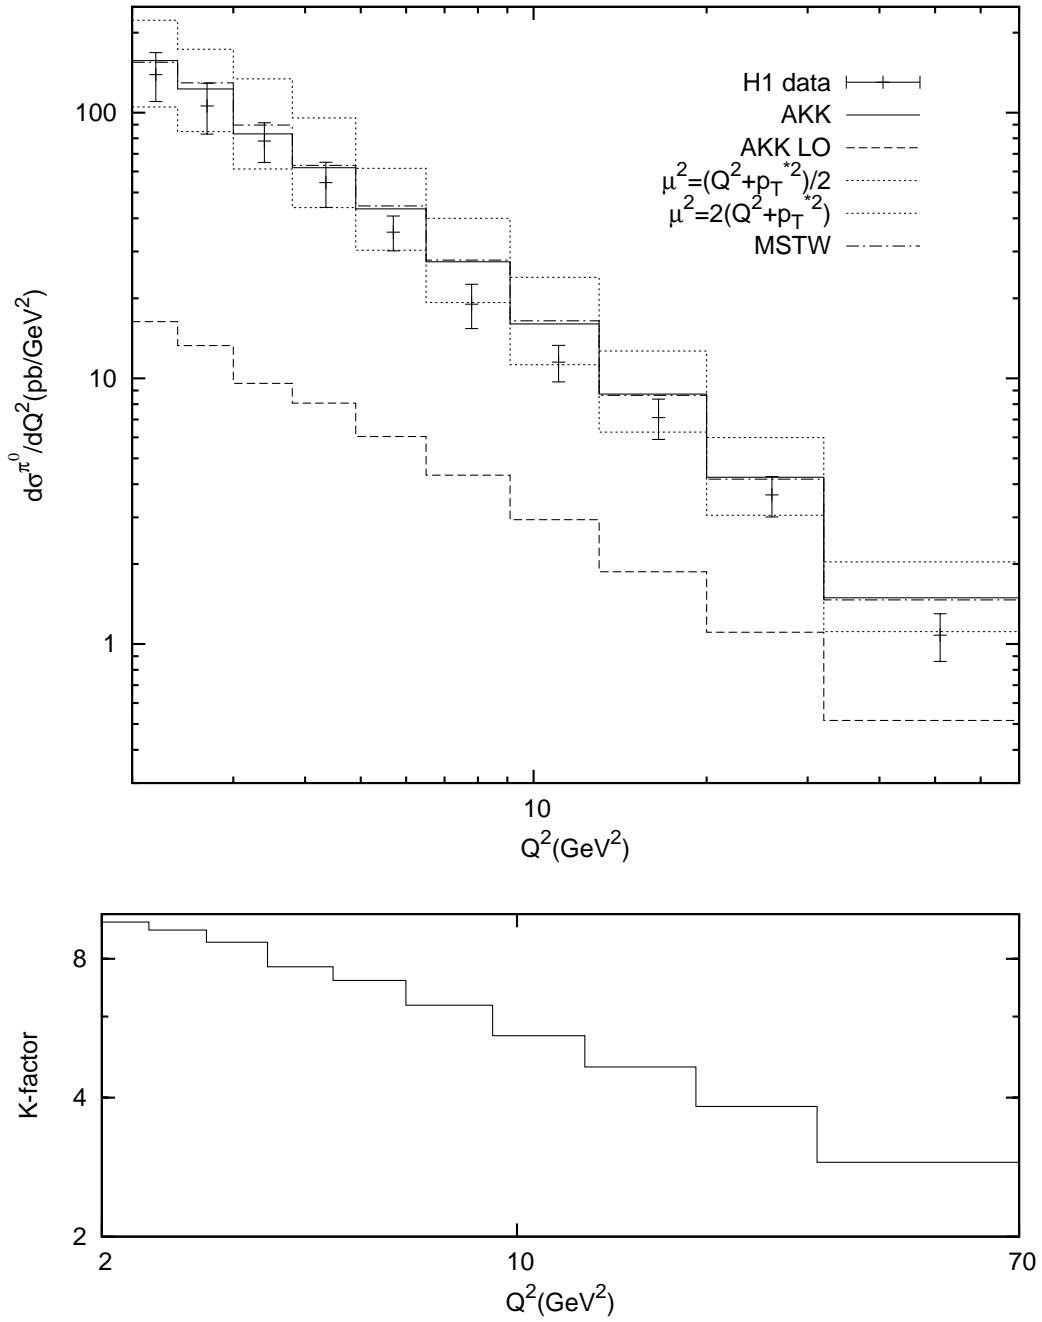 H1 data
AKK
AKK LO
μ²=(Q²+p_T*²)/2
μ²=2(Q²+p_T*²)
MSTW
100
10
1
dσ^π⁰/dQ²(pb/GeV²)
10
Q²(GeV²)
8
4
2
K-factor
2 10 70
Q²(GeV²)